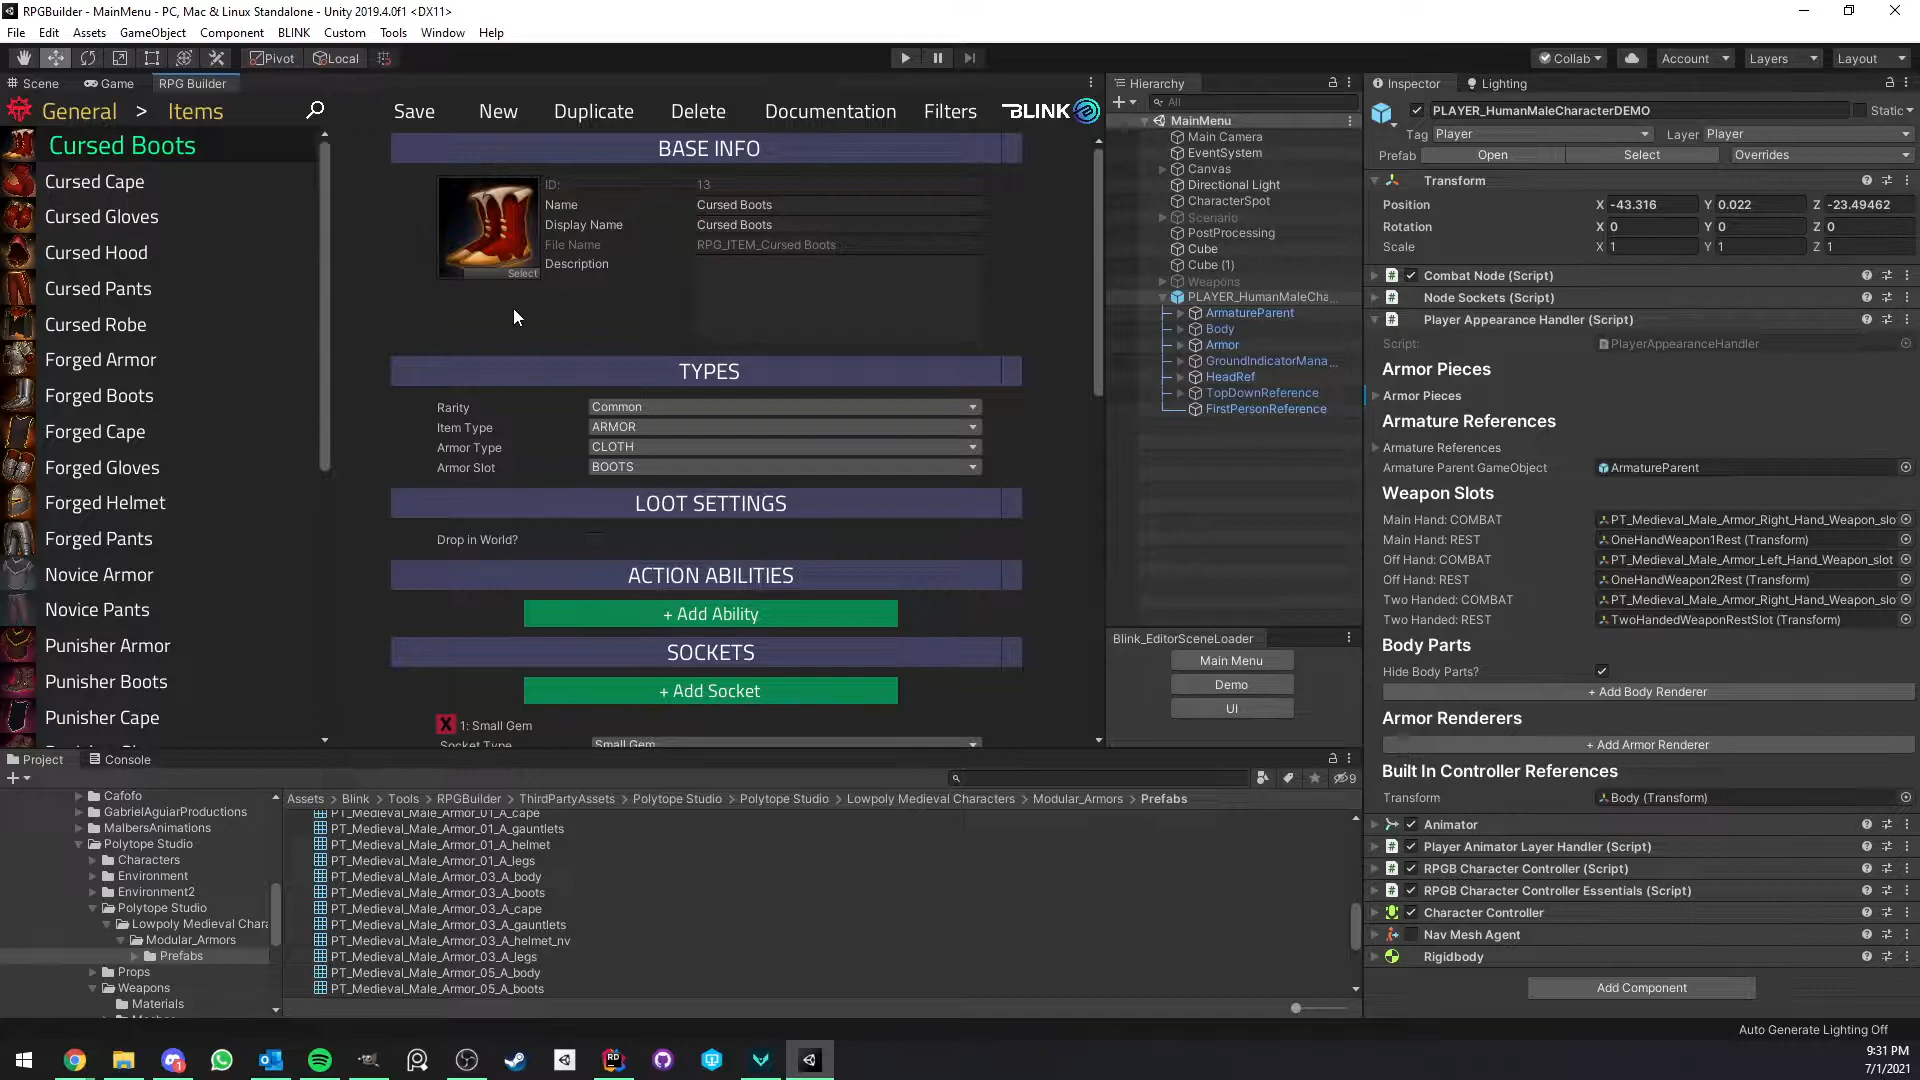 RPGBuilder - MainMenu - PC, Mac & Linux Standalone - Unity 2019.4.0f1 <DX11>
File Edit Assets GameObject Component BLINK Custom Tools Window Help
Pivot Local Collab Account Layers Layout
Scene Game RPG Builder
General > Items
Save New Duplicate Delete Documentation Filters BLINK
Cursed Boots
Cursed Cape
Cursed Gloves
Cursed Hood
Cursed Pants
Cursed Robe
Forged Armor
Forged Boots
Forged Cape
Forged Gloves
Forged Helmet
Forged Pants
Novice Armor
Novice Pants
Punisher Armor
Punisher Boots
Punisher Cape
BASE INFO
Select
ID: 13
Name Cursed Boots
Display Name Cursed Boots
File Name RPG_ITEM_Cursed Boots
Description
TYPES
Rarity Common
Item Type ARMOR
Armor Type CLOTH
Armor Slot BOOTS
LOOT SETTINGS
Drop in World?
ACTION ABILITIES
+ Add Ability
SOCKETS
+ Add Socket
X 1: Small Gem
Socket Type Small Gem
Hierarchy
All
MainMenu
Main Camera
EventSystem
Canvas
Directional Light
CharacterSpot
Scenario
PostProcessing
Cube
Cube (1)
Weapons
PLAYER_HumanMaleCha...
ArmatureParent
Body
Armor
GroundIndicatorMana...
HeadRef
TopDownReference
FirstPersonReference
Blink_EditorSceneLoader
Main Menu
Demo
UI
Inspector Lighting
PLAYER_HumanMaleCharacterDEMO Static
Tag Player Layer Player
Prefab Open Select Overrides
Transform
Position X -43.316 Y 0.022 Z -23.49462
Rotation X 0 Y 0 Z 0
Scale X 1 Y 1 Z 1
Combat Node (Script)
Node Sockets (Script)
Player Appearance Handler (Script)
Script: PlayerAppearanceHandler
Armor Pieces
Armor Pieces
Armature References
Armature References
Armature Parent GameObject ArmatureParent
Weapon Slots
Main Hand: COMBAT PT_Medieval_Male_Armor_Right_Hand_Weapon_slo
Main Hand: REST OneHandWeapon1Rest (Transform)
Off Hand: COMBAT PT_Medieval_Male_Armor_Left_Hand_Weapon_slot
Off Hand: REST OneHandWeapon2Rest (Transform)
Two Handed: COMBAT PT_Medieval_Male_Armor_Right_Hand_Weapon_slo
Two Handed: REST TwoHandedWeaponRestSlot (Transform)
Body Parts
Hide Body Parts?
+ Add Body Renderer
Armor Renderers
+ Add Armor Renderer
Built In Controller References
Transform Body (Transform)
Animator
Player Animator Layer Handler (Script)
RPGB Character Controller (Script)
RPGB Character Controller Essentials (Script)
Character Controller
Nav Mesh Agent
Rigidbody
Add Component
Project Console
9
Cafofo
GabrielAguiarProductions
MalbersAnimations
Polytope Studio
Characters
Environment
Environment2
Polytope Studio
Lowpoly Medieval Chara
Modular_Armors
Prefabs
Props
Weapons
Materials
Assets > Blink > Tools > RPGBuilder > ThirdPartyAssets > Polytope Studio > Polytope Studio > Lowpoly Medieval Characters > Modular_Armors > Prefabs
PT_Medieval_Male_Armor_01_A_cape
PT_Medieval_Male_Armor_01_A_gauntlets
PT_Medieval_Male_Armor_01_A_helmet
PT_Medieval_Male_Armor_01_A_legs
PT_Medieval_Male_Armor_03_A_body
PT_Medieval_Male_Armor_03_A_boots
PT_Medieval_Male_Armor_03_A_cape
PT_Medieval_Male_Armor_03_A_gauntlets
PT_Medieval_Male_Armor_03_A_helmet_nv
PT_Medieval_Male_Armor_03_A_legs
PT_Medieval_Male_Armor_05_A_body
PT_Medieval_Male_Armor_05_A_boots
Auto Generate Lighting Off
9:31 PM
7/1/2021